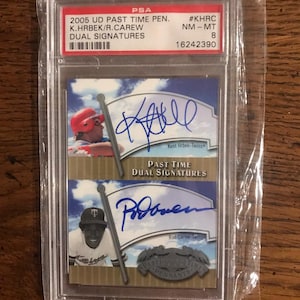 PSA
2005 UD PAST TIME PEN. #KHRC
K.HRBEK/R.CAREW NM - MT
DUAL SIGNATURES 8
16242390
PAST TIME
DUAL SIGNATURES